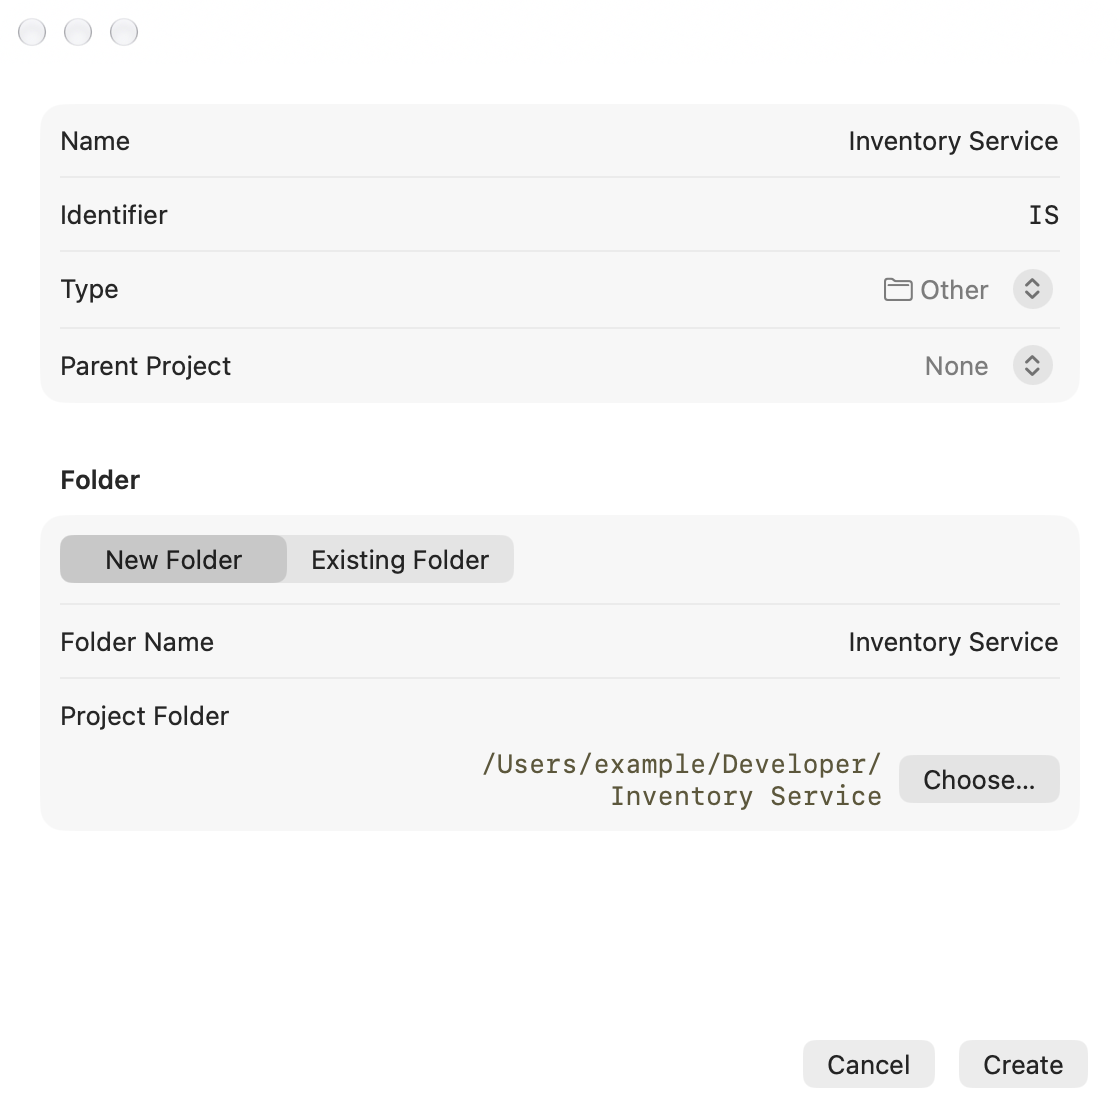 Name
Inventory Service
Identifier
IS
Type
Other
Parent Project
None
Folder
New Folder
Existing Folder
Folder Name
Inventory Service
Project Folder
/Users/example/Developer/
Inventory Service
Choose...
Cancel
Create